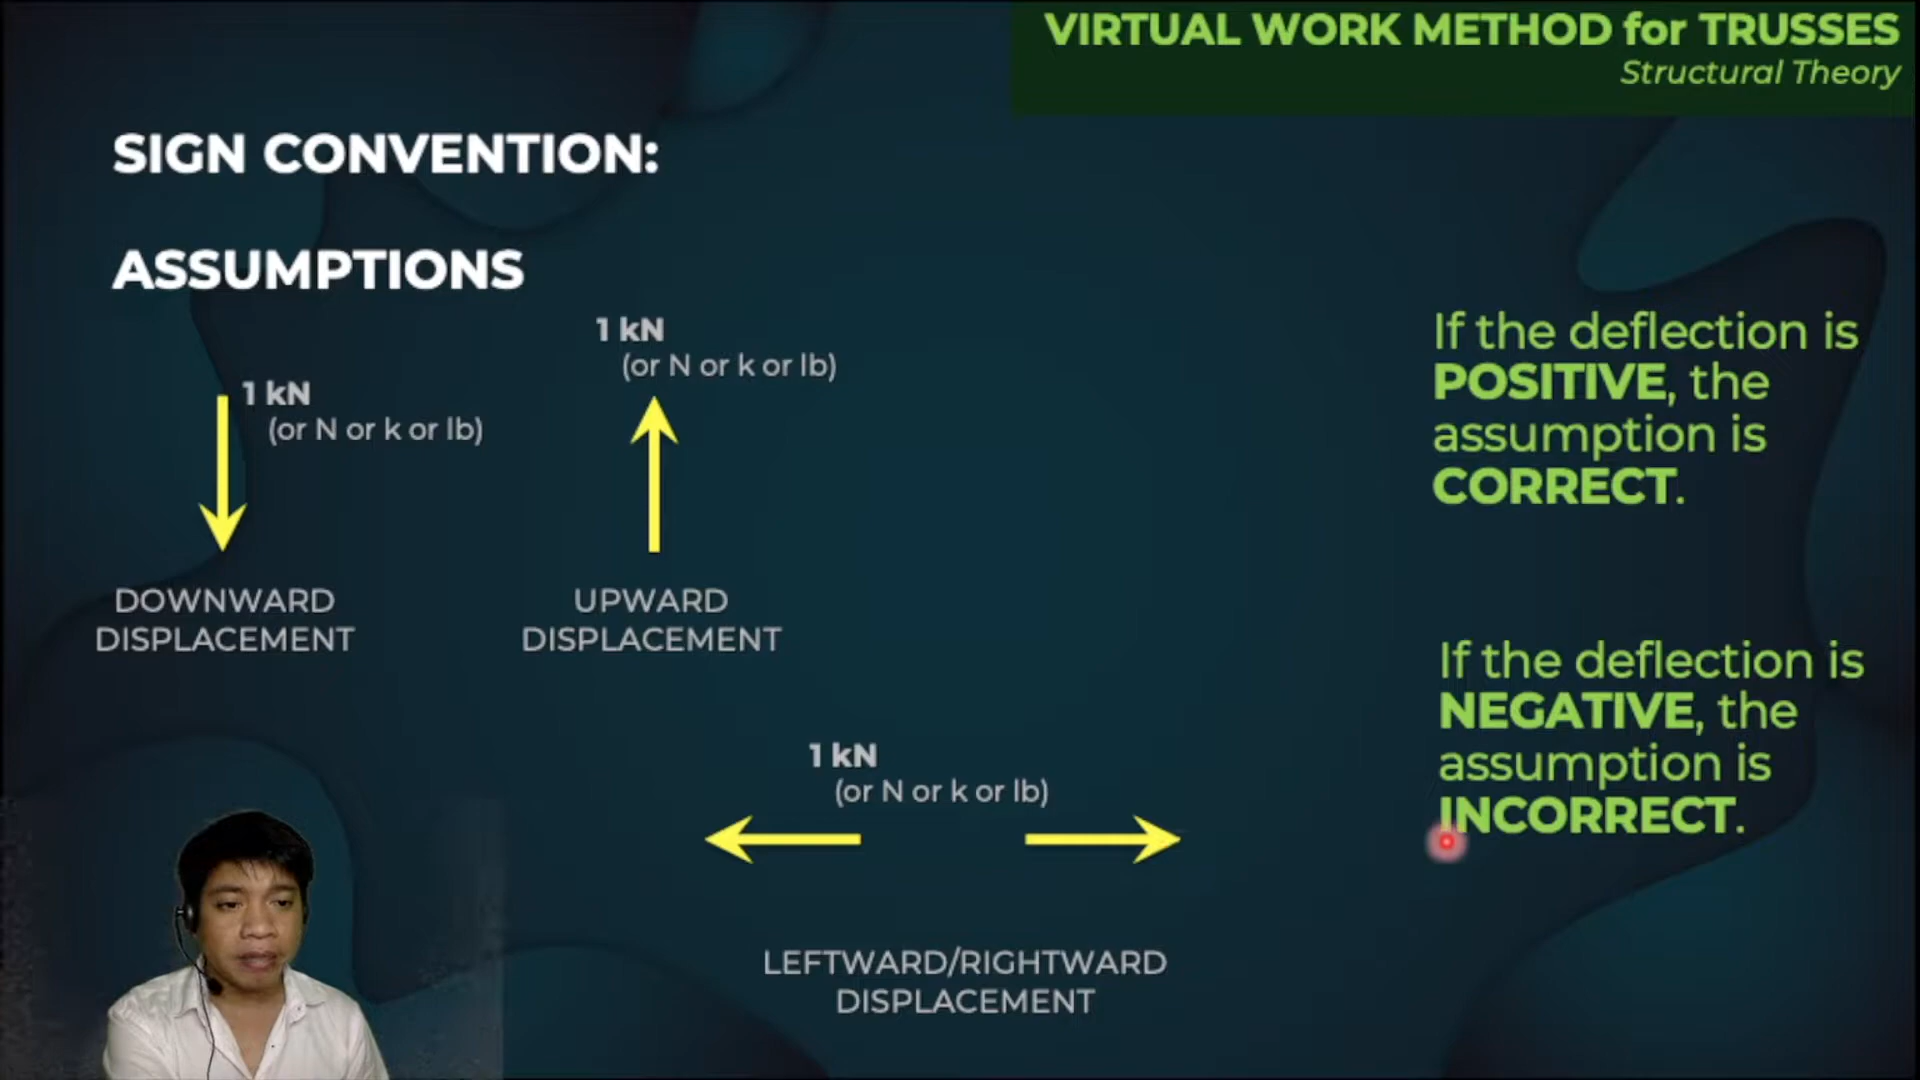 VIRTUAL WORK METHOD for TRUSSES
Structural Theory
SIGN CONVENTION:
ASSUMPTIONS
1 kN
(or N or k or lb)
DOWNWARD
DISPLACEMENT
1 kN
(or N or k or lb)
UPWARD
DISPLACEMENT
1 kN
(or N or k or lb)
LEFTWARD/RIGHTWARD
DISPLACEMENT
If the deflection is
POSITIVE, the
assumption is
CORRECT.
If the deflection is
NEGATIVE, the
assumption is
INCORRECT.